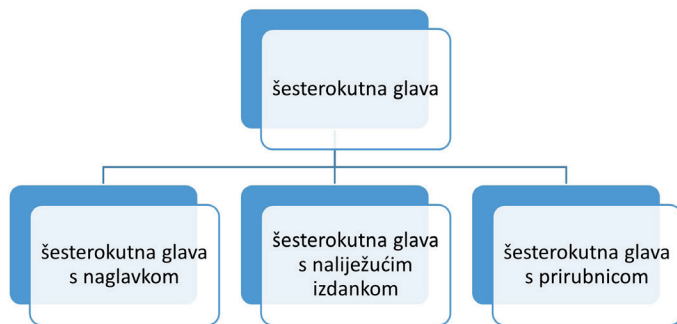 šesterokutna glava
šesterokutna glava
s naglavkom
šesterokutna glava
s naliježućim
izdankom
šesterokutna glava
s prirubnicom